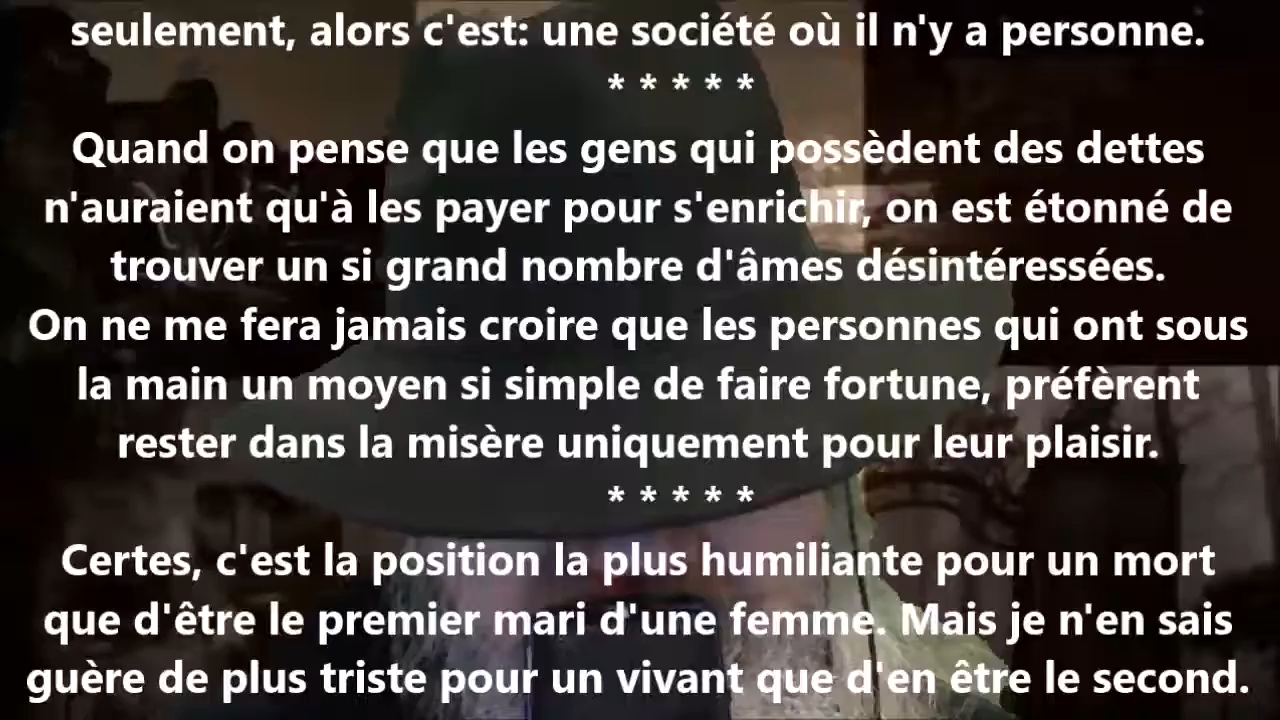 seulement, alors c'est: une société où il n'y a personne.
* * * * *
Quand on pense que les gens qui possèdent des dettes
n'auraient qu'à les payer pour s'enrichir, on est étonné de
trouver un si grand nombre d'âmes désintéressées.
On ne me fera jamais croire que les personnes qui ont sous
la main un moyen si simple de faire fortune, préfèrent
rester dans la misère uniquement pour leur plaisir.
* * * * *
Certes, c'est la position la plus humiliante pour un mort
que d'être le premier mari d'une femme. Mais je n'en sais
guère de plus triste pour un vivant que d'en être le second.